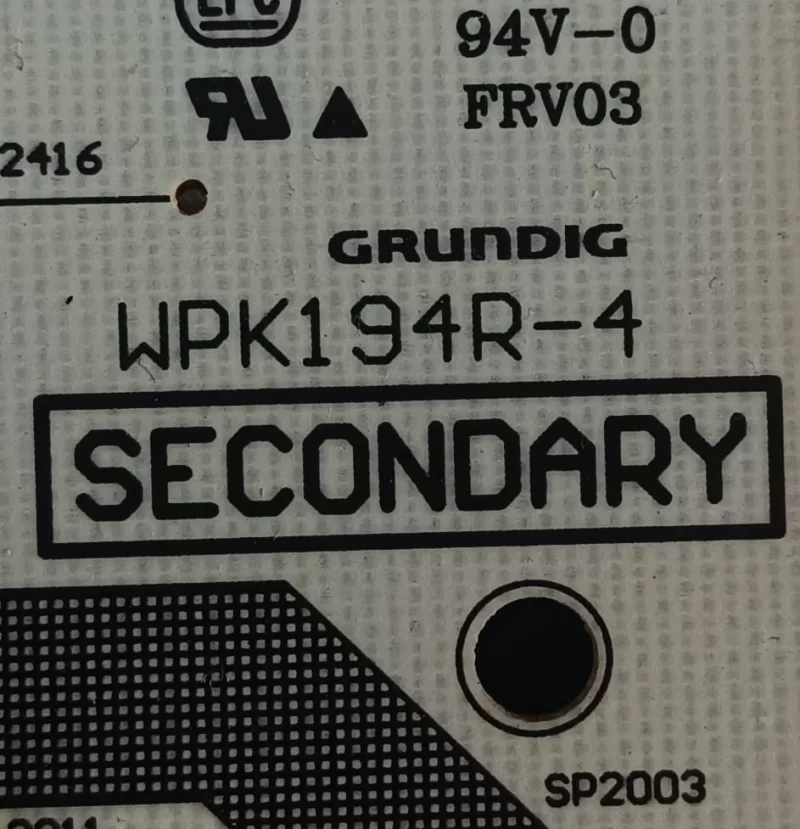 94V-0
FRV03
2416
GRUNDIG
WPK194R-4
SECONDARY
SP2003